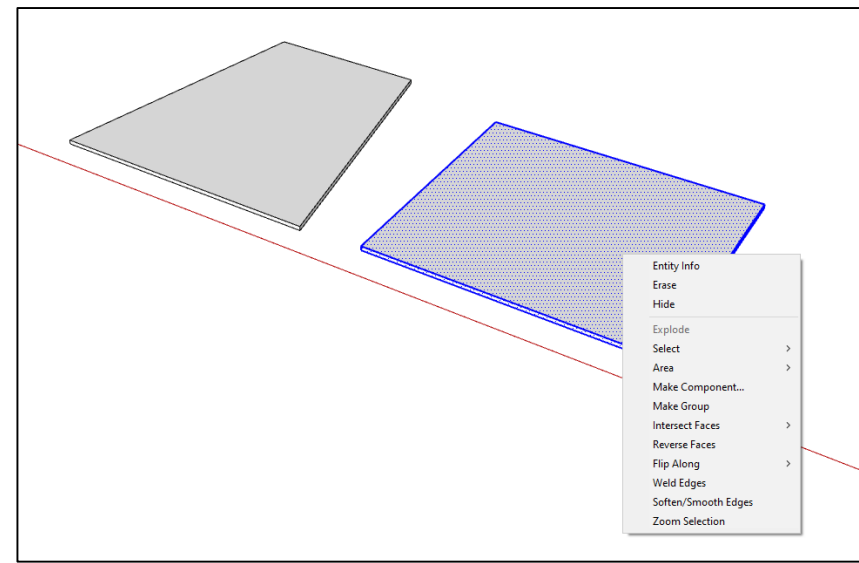 Entity Info
Erase
Hide
Explode
Select
Area
Make Component...
Make Group
Intersect Faces
Reverse Faces
Flip Along
Weld Edges
Soften/Smooth Edges
Zoom Selection